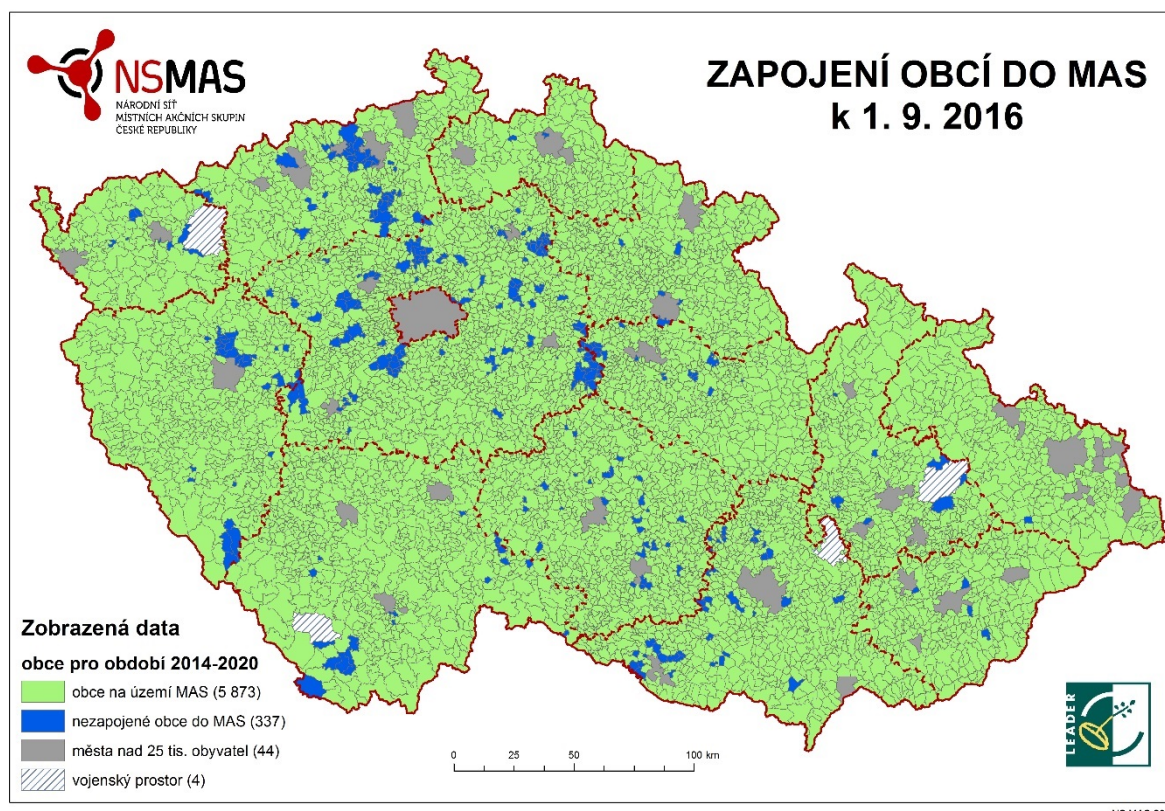 NSMAS
NÁRODNÍ SÍŤ
MÍSTNÍCH AKČNÍCH SKUPIN
ČESKÉ REPUBLIKY
ZAPOJENÍ OBCÍ DO MAS
k 1. 9. 2016
Zobrazená data
obce pro období 2014-2020
obce na území MAS (5 873)
nezapojené obce do MAS (337)
města nad 25 tis. obyvatel (44)
vojenský prostor (4)
0 25 50 100 km
LEADER